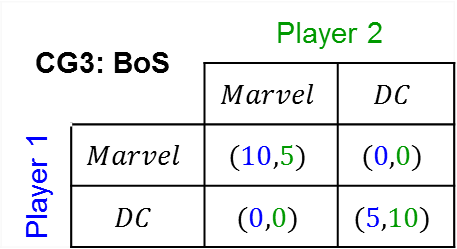 Player 2
CG3: BoS
Marvel DC
Player 1
Marvel (10,5) (0,0)
DC (0,0) (5,10)